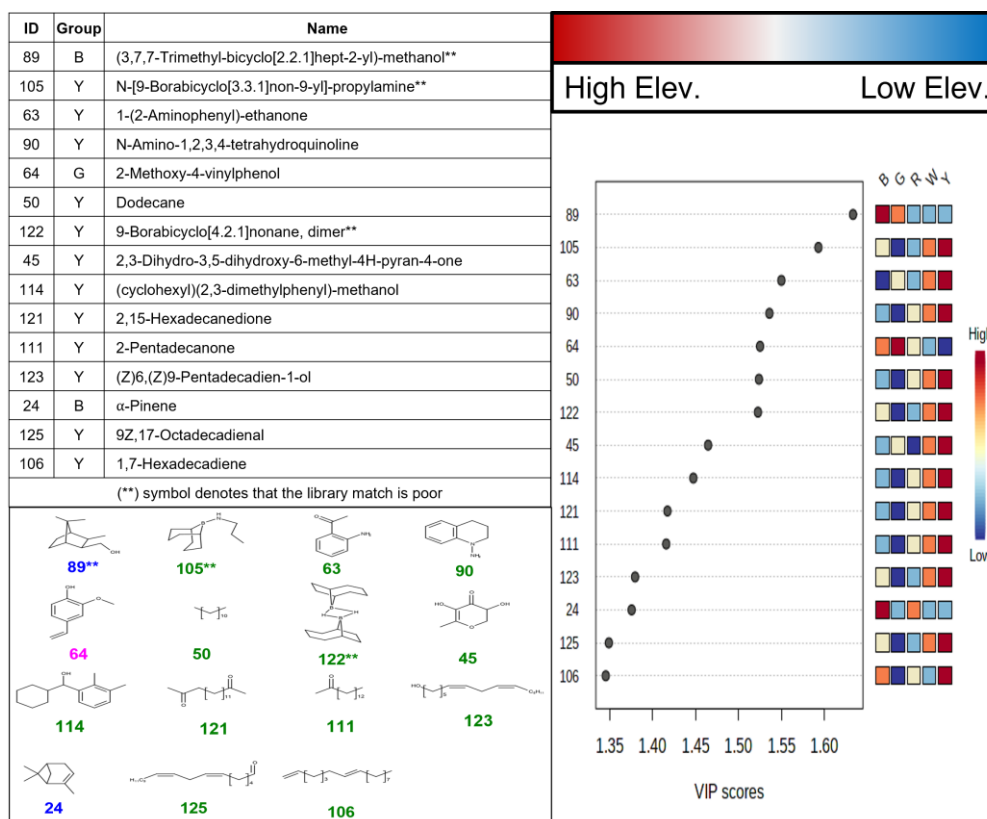 ID Group Name
89 B (3,7,7-Trimethyl-bicyclo[2.2.1]hept-2-yl)-methanol**
105 Y N-[9-Borabicyclo[3.3.1]non-9-yl]-propylamine**
63 Y 1-(2-Aminophenyl)-ethanone
90 Y N-Amino-1,2,3,4-tetrahydroquinoline
64 G 2-Methoxy-4-vinylphenol
50 Y Dodecane
122 Y 9-Borabicyclo[4.2.1]nonane, dimer**
45 Y 2,3-Dihydro-3,5-dihydroxy-6-methyl-4H-pyran-4-one
114 Y (cyclohexyl)(2,3-dimethylphenyl)-methanol
121 Y 2,15-Hexadecanedione
111 Y 2-Pentadecanone
123 Y (Z)6,(Z)9-Pentadecadien-1-ol
24 B α-Pinene
125 Y 9Z,17-Octadecadienal
106 Y 1,7-Hexadecadiene
(**) symbol denotes that the library match is poor
89** 105** 63 90
64 50 122** 45
114 121 111 123
24 125 106
High Elev. Low Elev.
B G R W Y
89
105
63
90
64
50
122
45
114
121
111
123
24
125
106
High
Low
1.35 1.40 1.45 1.50 1.55 1.60
VIP scores